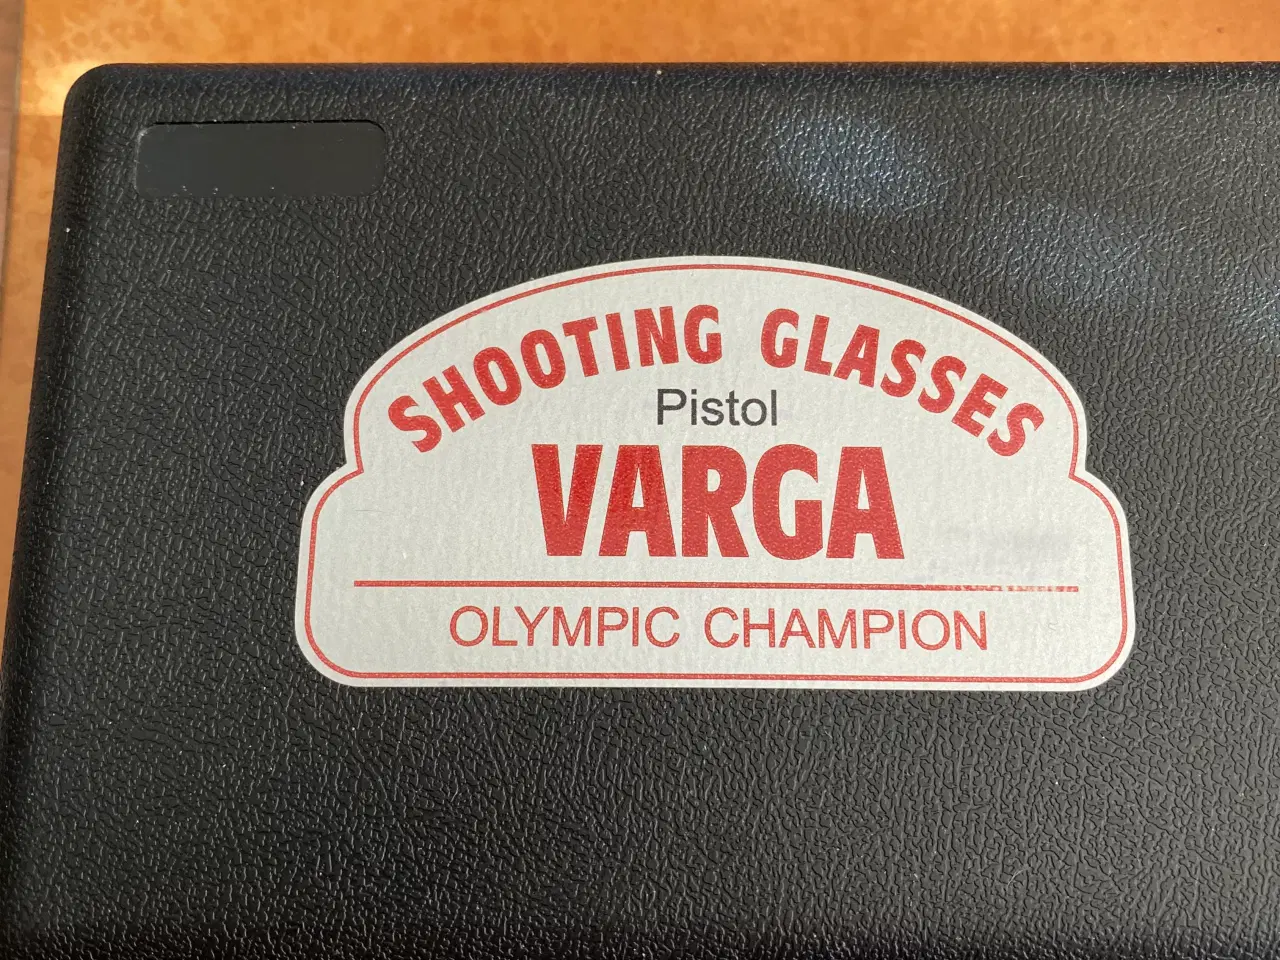 SHOOTING GLASSES
Pistol
VARGA
OLYMPIC CHAMPION